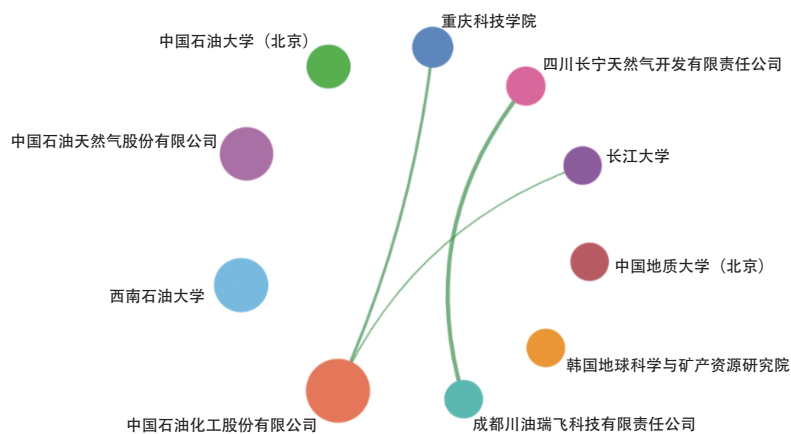 重庆科技学院
中国石油大学（北京）
四川长宁天然气开发有限责任公司
中国石油天然气股份有限公司
长江大学
中国地质大学（北京）
西南石油大学
韩国地球科学与矿产资源研究院
中国石油化工股份有限公司
成都川油瑞飞科技有限责任公司